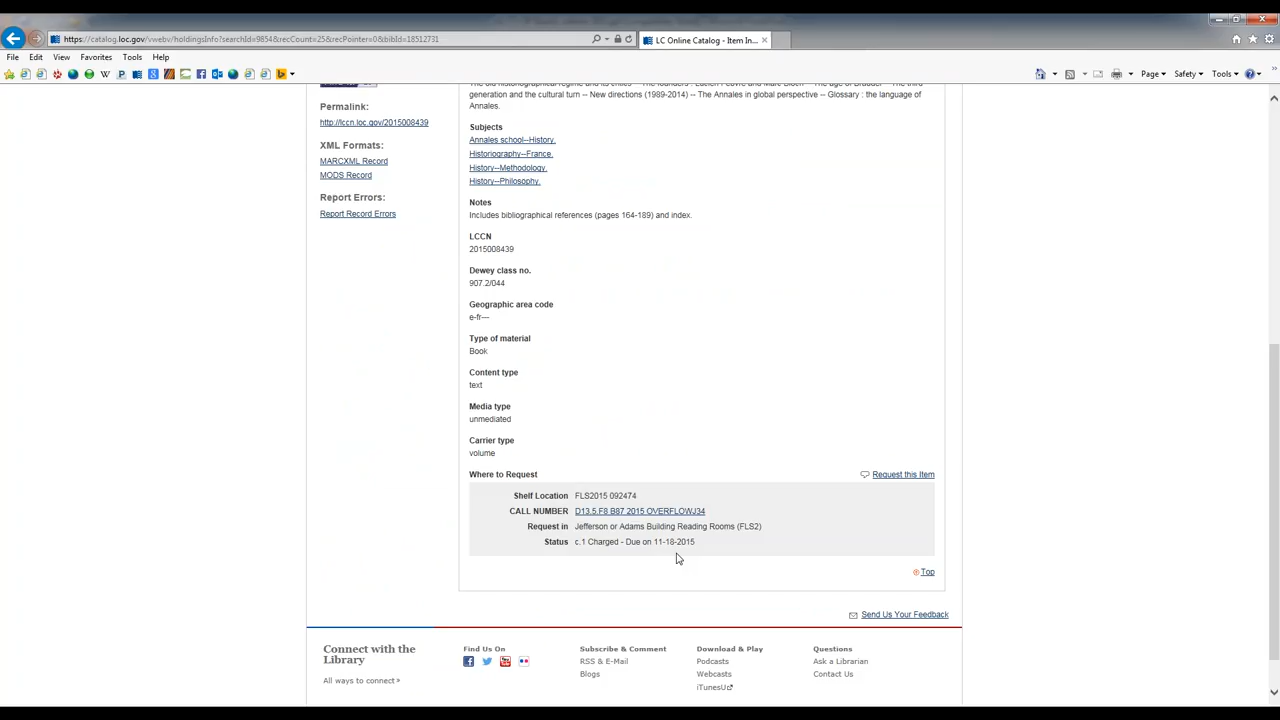 https://catalog.loc.gov/vwebv/holdingsInfo?searchId=9854&recCount=25&recPointer=0&bibId=18512731
LC Online Catalog - Item In...
File Edit View Favorites Tools Help
Page Safety Tools
generation and the cultural turn -- New directions (1989-2014) -- The Annales in global perspective -- Glossary : the language of
Annales.
Permalink:
http://lccn.loc.gov/2015008439
XML Formats:
MARCXML Record
MODS Record
Report Errors:
Report Record Errors
Subjects
Annales school--History.
Historiography--France.
History--Methodology.
History--Philosophy.
Notes
Includes bibliographical references (pages 164-189) and index.
LCCN
2015008439
Dewey class no.
907.2/044
Geographic area code
e-fr---
Type of material
Book
Content type
text
Media type
unmediated
Carrier type
volume
Where to Request
Request this Item
Shelf Location FLS2015 092474
CALL NUMBER D13.5.F8 B87 2015 OVERFLOWJ34
Request in Jefferson or Adams Building Reading Rooms (FLS2)
Status c.1 Charged - Due on 11-18-2015
Top
Send Us Your Feedback
Connect with the
Library
All ways to connect >
Find Us On
Subscribe & Comment
RSS & E-Mail
Blogs
Download & Play
Podcasts
Webcasts
iTunesU
Questions
Ask a Librarian
Contact Us